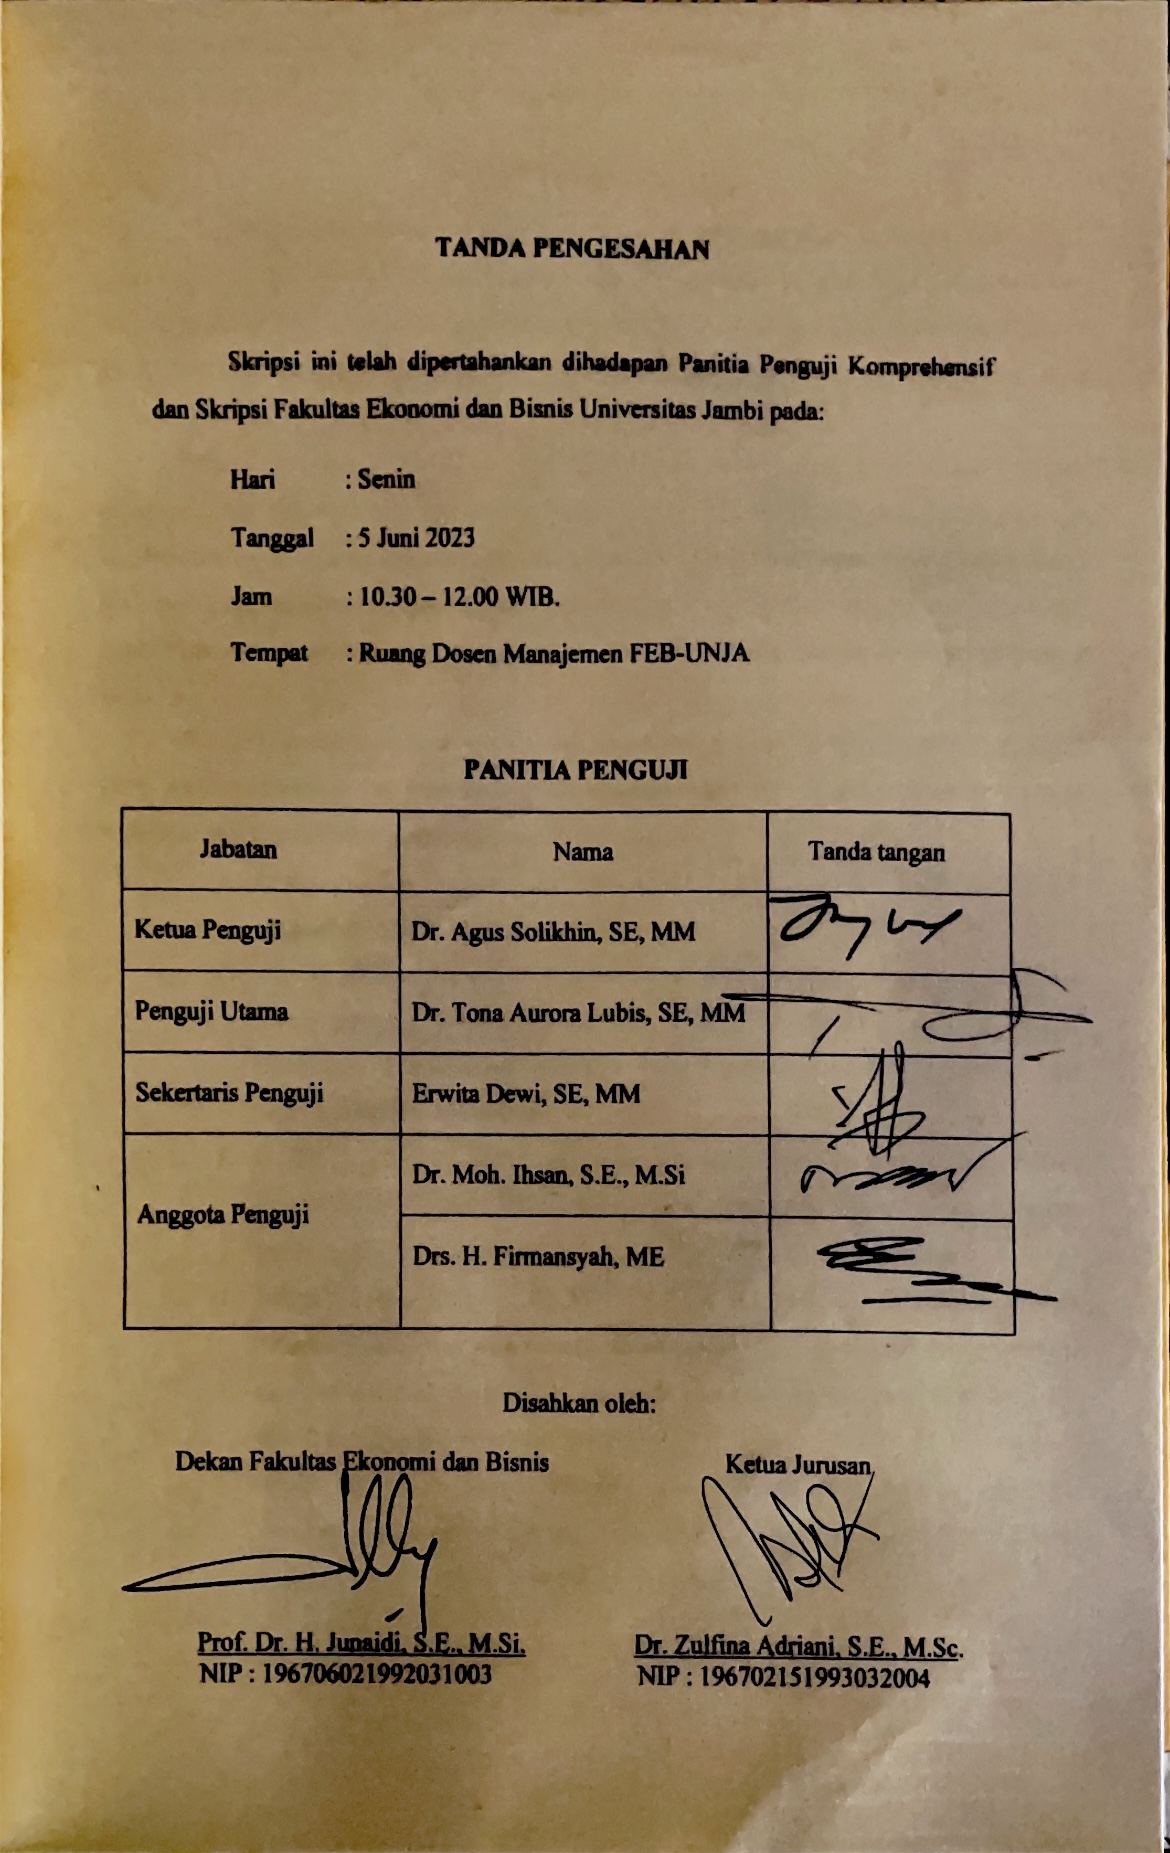 TANDA PENGESAHAN
Skripsi ini telah dipertahankan dihadapan Panitia Penguji Komprehensif
dan Skripsi Fakultas Ekonomi dan Bisnis Universitas Jambi pada:
Hari : Senin
Tanggal : 5 Juni 2023
Jam : 10.30 – 12.00 WIB.
Tempat : Ruang Dosen Manajemen FEB-UNJA
PANITIA PENGUJI
Jabatan Nama Tanda tangan
Ketua Penguji Dr. Agus Solikhin, SE, MM
Penguji Utama Dr. Tona Aurora Lubis, SE, MM
Sekertaris Penguji Erwita Dewi, SE, MM
Dr. Moh. Ihsan, S.E., M.Si
Anggota Penguji
Drs. H. Firmansyah, ME
Disahkan oleh:
Dekan Fakultas Ekonomi dan Bisnis Ketua Jurusan
Prof. Dr. H. Junaidi, S.E., M.Si. Dr. Zulfina Adriani, S.E., M.Sc.
NIP : 196706021992031003 NIP : 196702151993032004